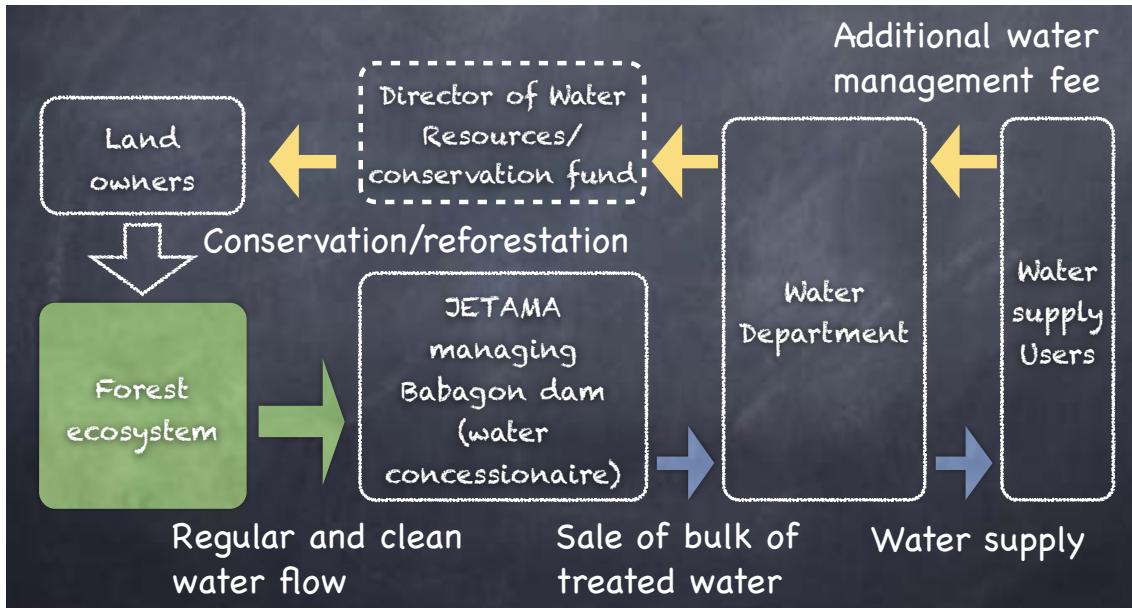 Additional water
management fee
Land
owners
Director of Water
Resources/
conservation fund
Conservation/reforestation
Forest
ecosystem
JETAMA
managing
Babagon dam
(water
concessionaire)
Water
Department
Water
supply
Users
Regular and clean
water flow
Sale of bulk of
treated water
Water supply